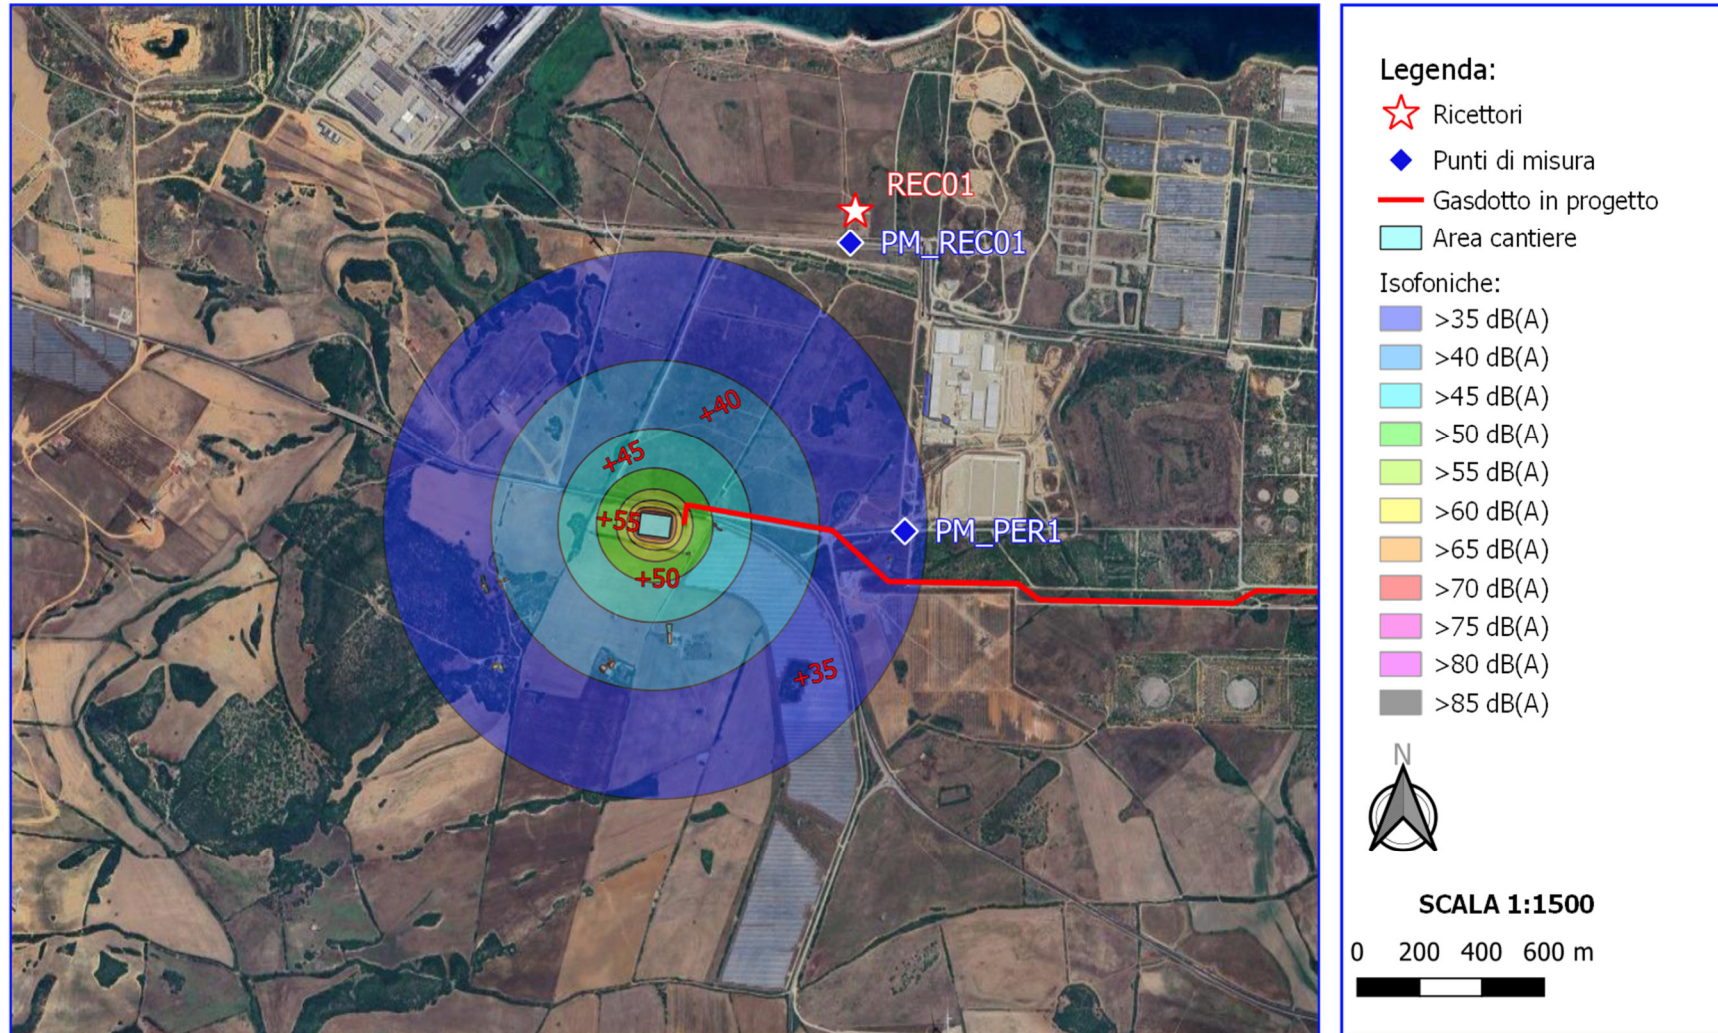 REC01
PM_REC01
+40
+45
+55
PM_PER1
+50
+35
Legenda:
Ricettori
Punti di misura
Gasdotto in progetto
Area cantiere
Isofoniche:
>35 dB(A)
>40 dB(A)
>45 dB(A)
>50 dB(A)
>55 dB(A)
>60 dB(A)
>65 dB(A)
>70 dB(A)
>75 dB(A)
>80 dB(A)
>85 dB(A)
N
SCALA 1:1500
0 200 400 600 m